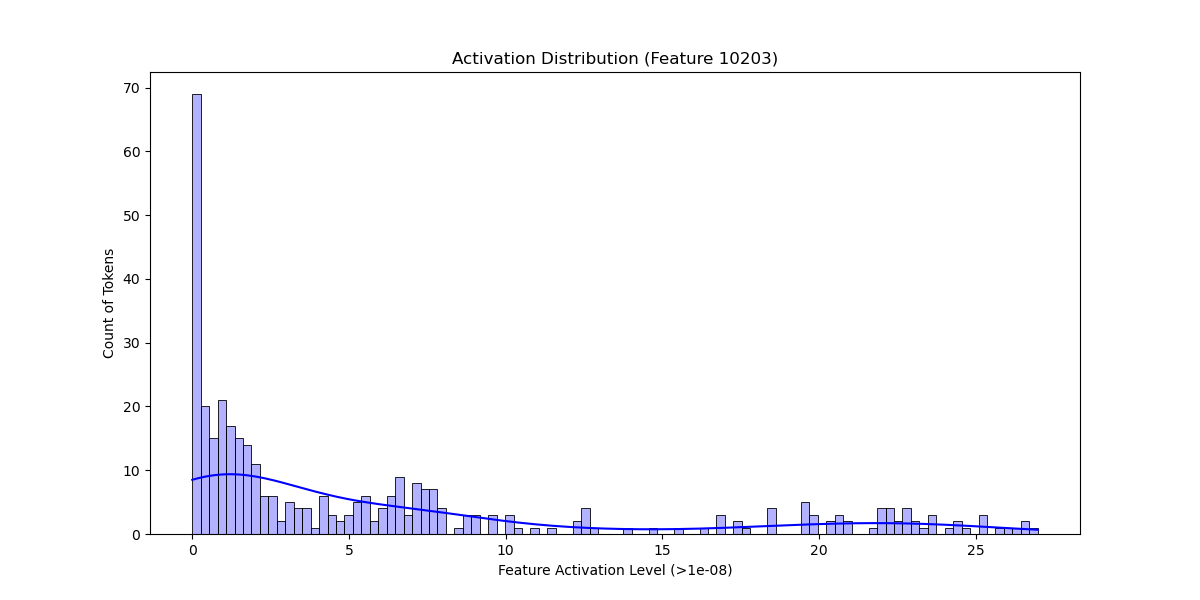 Activation Distribution (Feature 10203)
70
60
50
40
30
20
10
0
Count of Tokens
0 5 10 15 20 25
Feature Activation Level (>1e-08)